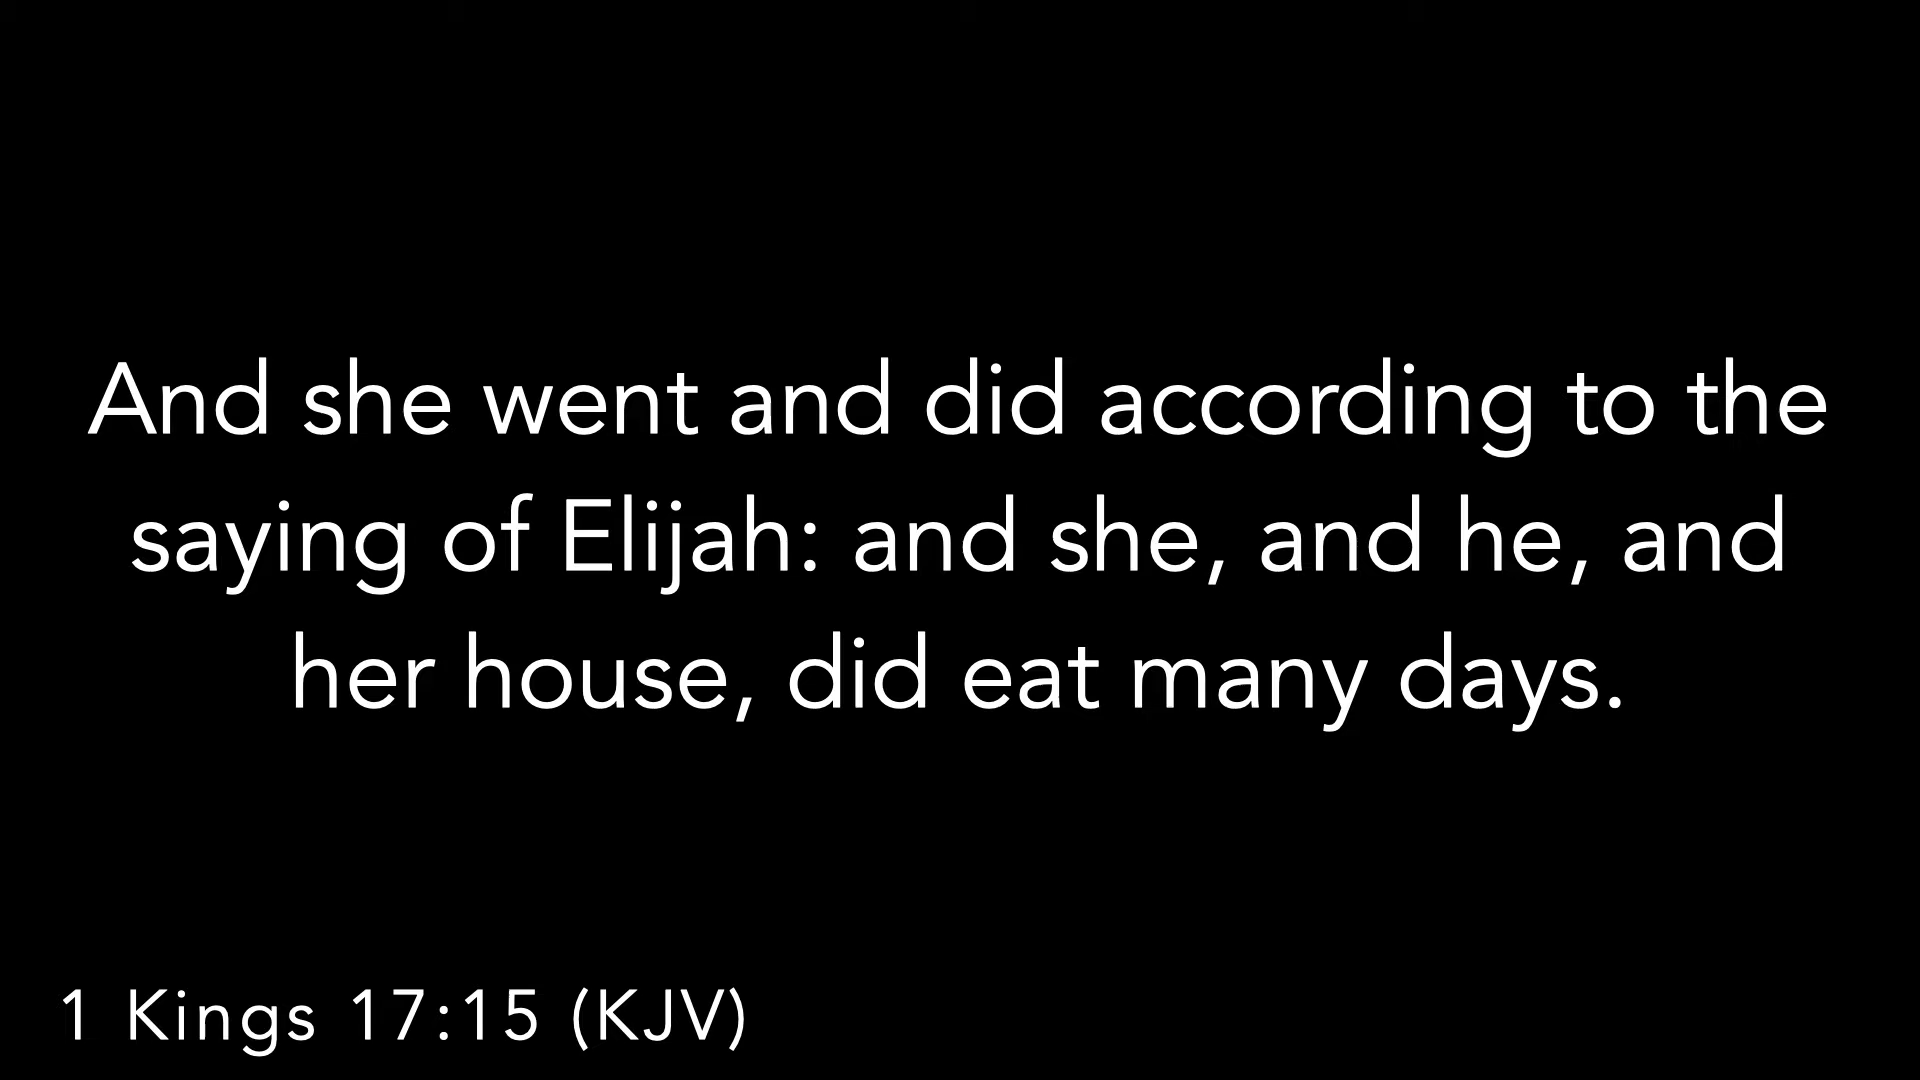 And she went and did according to the
saying of Elijah: and she, and he, and
her house, did eat many days.
1 Kings 17:15 (KJV)